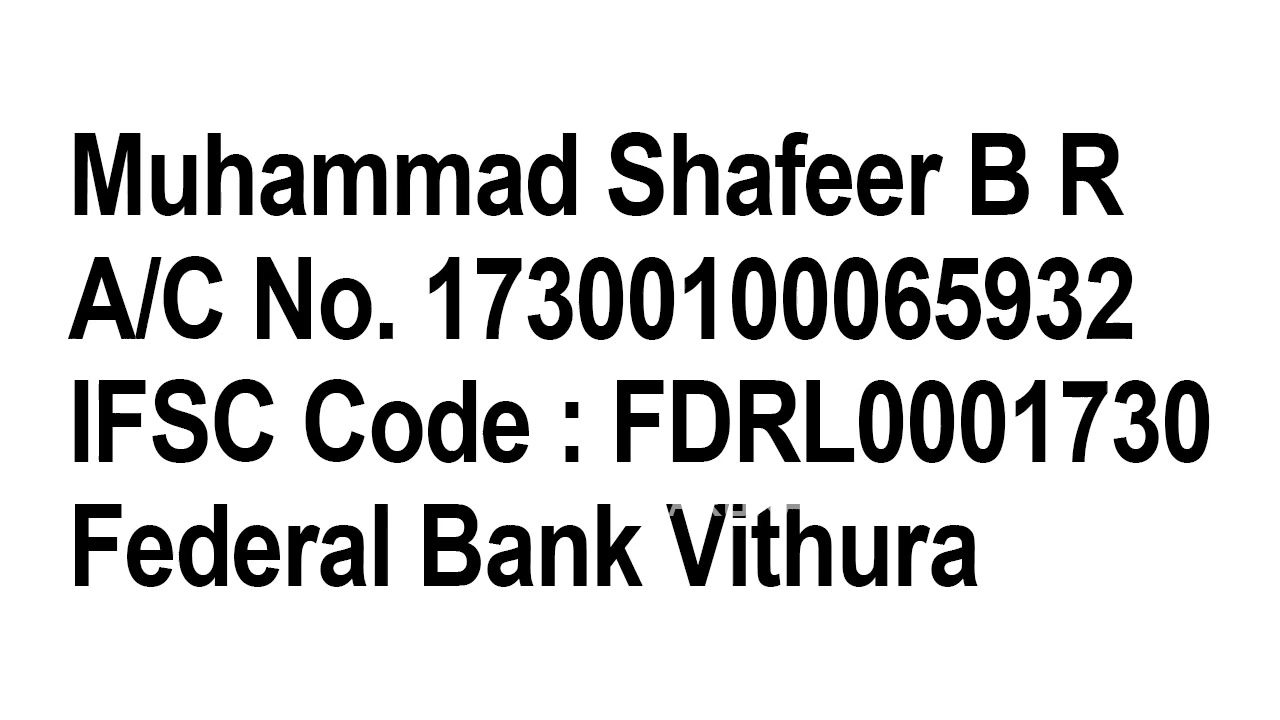 Muhammad Shafeer B R
A/C No. 17300100065932
IFSC Code : FDRL0001730
Federal Bank Vithura